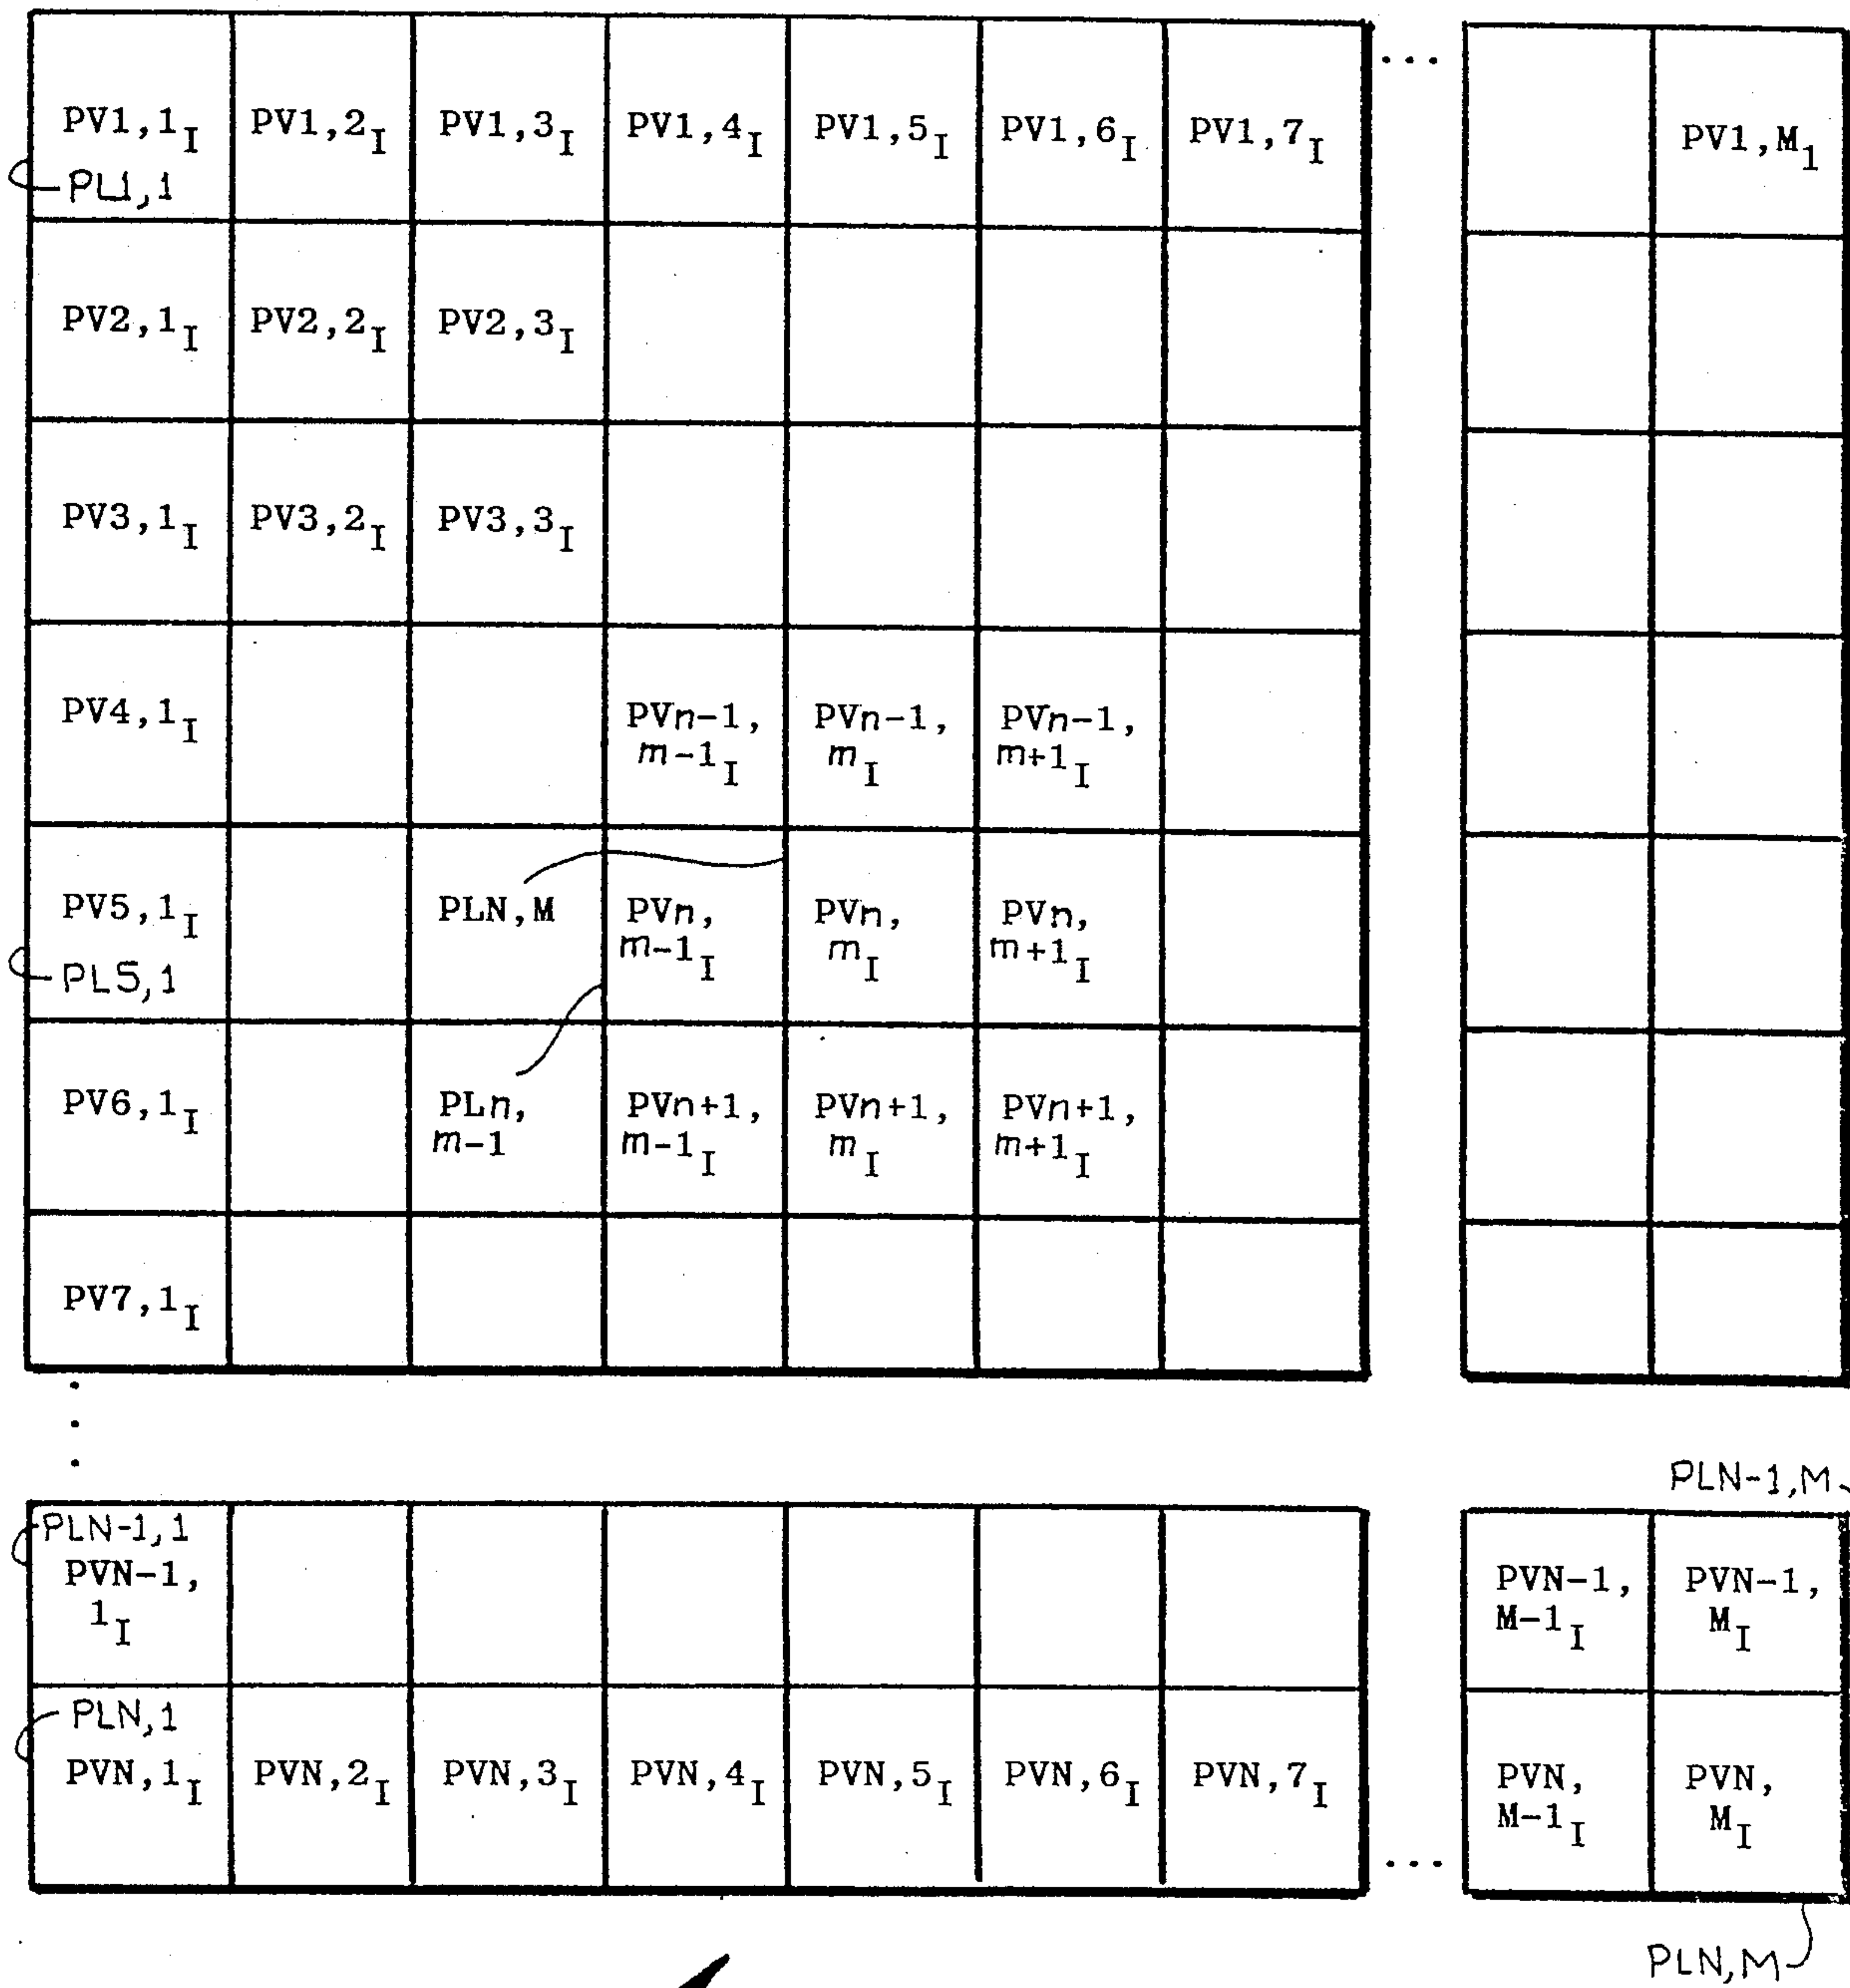 PV1,1I PV1,2I PV1,3I PV1,4I PV1,5I PV1,6I PV1,7I ... PV1,M1
PL1,1
PV2,1I PV2,2I PV2,3I
PV3,1I PV3,2I PV3,3I
PV4,1I PVn-1, m-1I PVn-1, mI PVn-1, m+1I
PV5,1I PLN,M PVn, m-1I PVn, mI PVn, m+1I
PL5,1
PV6,1I PLn, m-1 PVn+1, m-1I PVn+1, mI PVn+1, m+1I
PV7,1I
PLN-1,M
PLN-1,1
PVN-1, 1I PVN-1, M-1I PVN-1, MI
PLN,1
PVN,1I PVN,2I PVN,3I PVN,4I PVN,5I PVN,6I PVN,7I ... PVN, M-1I PVN, MI
PLN,M